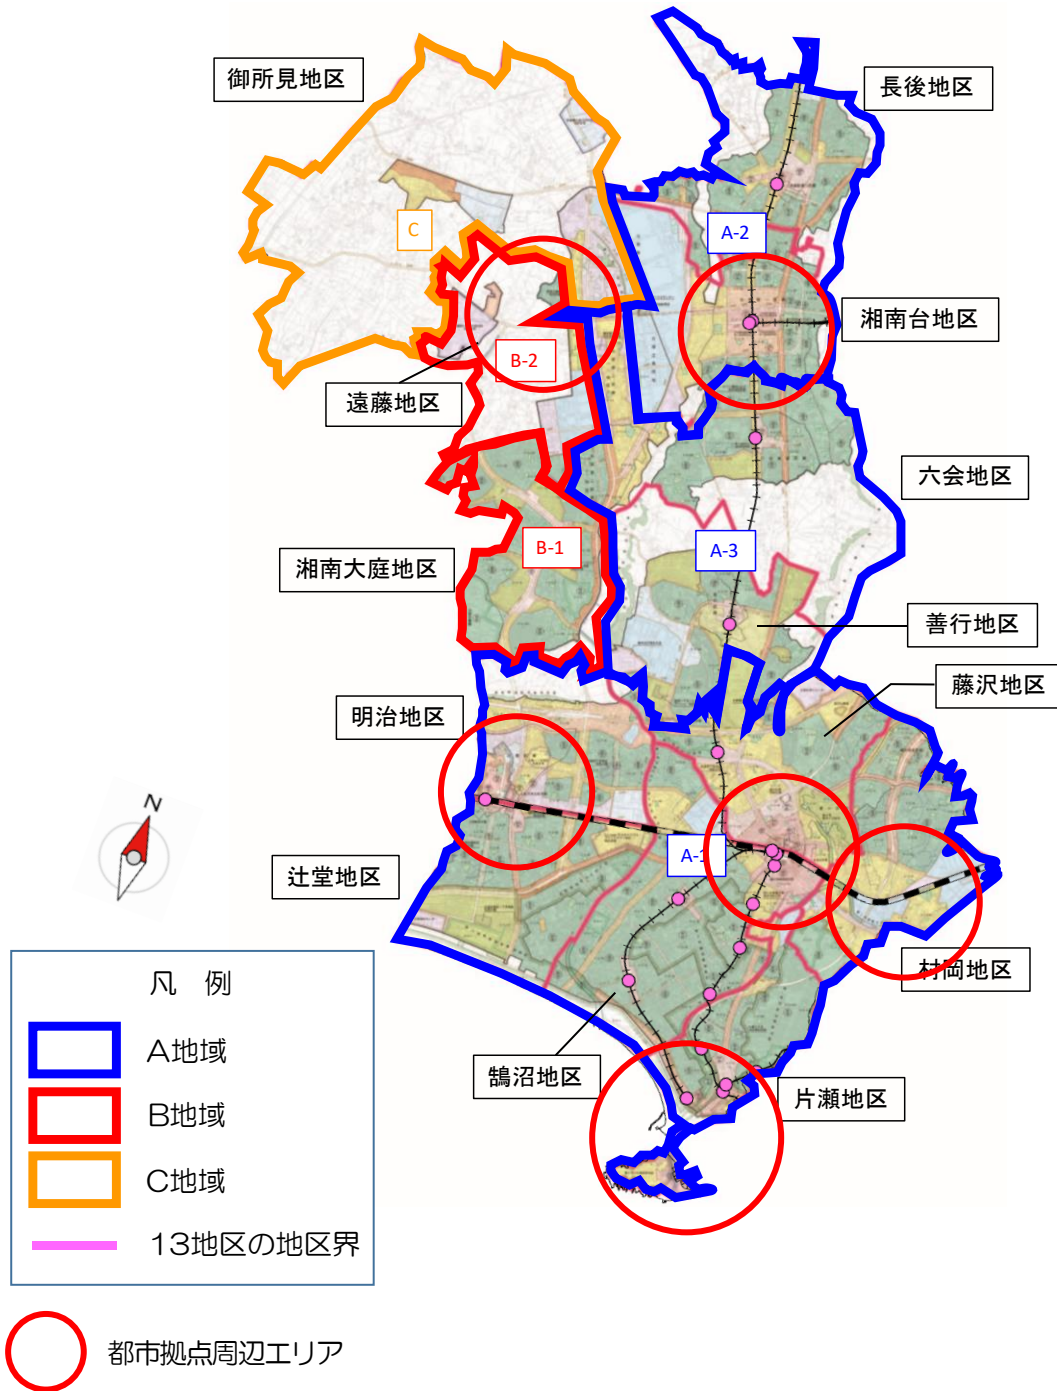 御所見地区
長後地区
A-2
C
湘南台地区
B-2
遠藤地区
六会地区
A-3
B-1
湘南大庭地区
善行地区
藤沢地区
明治地区
N
A-1
辻堂地区
村岡地区
凡 例
A地域
B地域
C地域
13地区の地区界
鵠沼地区
片瀬地区
都市拠点周辺エリア